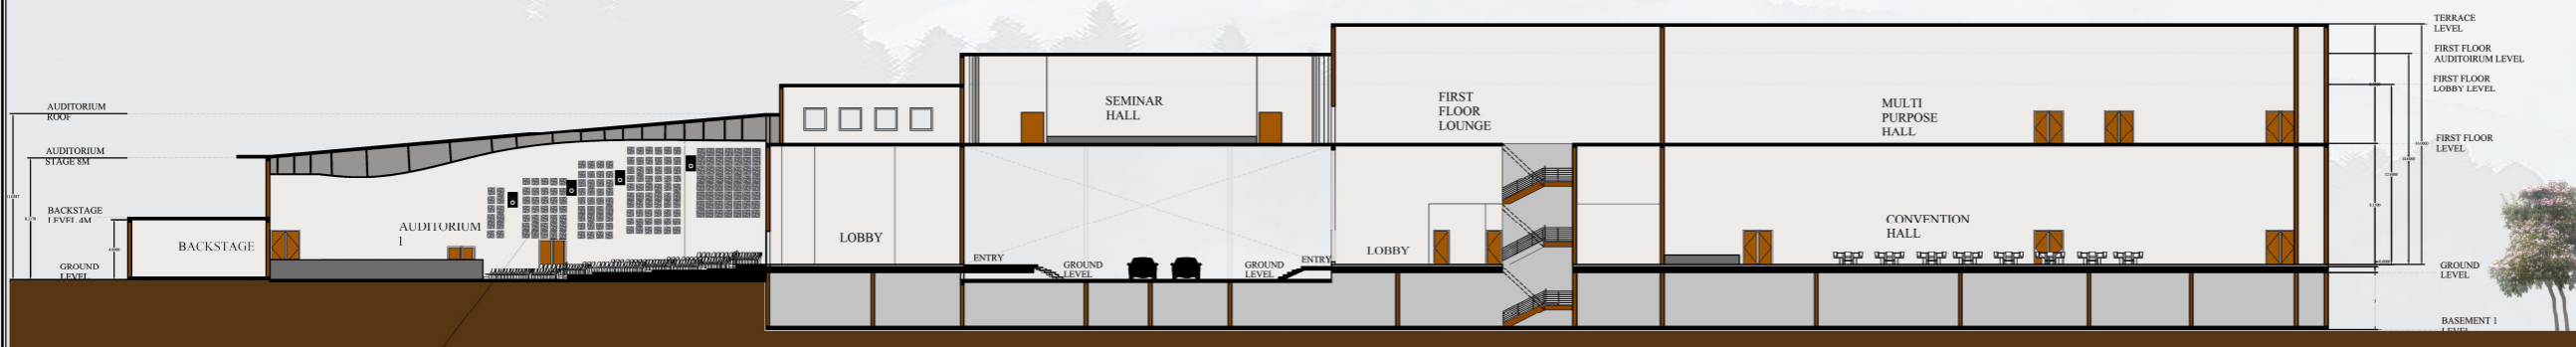 AUDITORIUM
ROOF
AUDITORIUM
STAGE 8M
BACKSTAGE
LEVEL 4M
GROUND
LEVEL
BACKSTAGE
AUDITORIUM
1
LOBBY
ENTRY
GROUND
LEVEL
GROUND
LEVEL
ENTRY
SEMINAR
HALL
FIRST
FLOOR
LOUNGE
LOBBY
MULTI
PURPOSE
HALL
CONVENTION
HALL
TERRACE
LEVEL
FIRST FLOOR
AUDITOIRUM LEVEL
FIRST FLOOR
LOBBY LEVEL
FIRST FLOOR
LEVEL
GROUND
LEVEL
BASEMENT 1
LEVEL